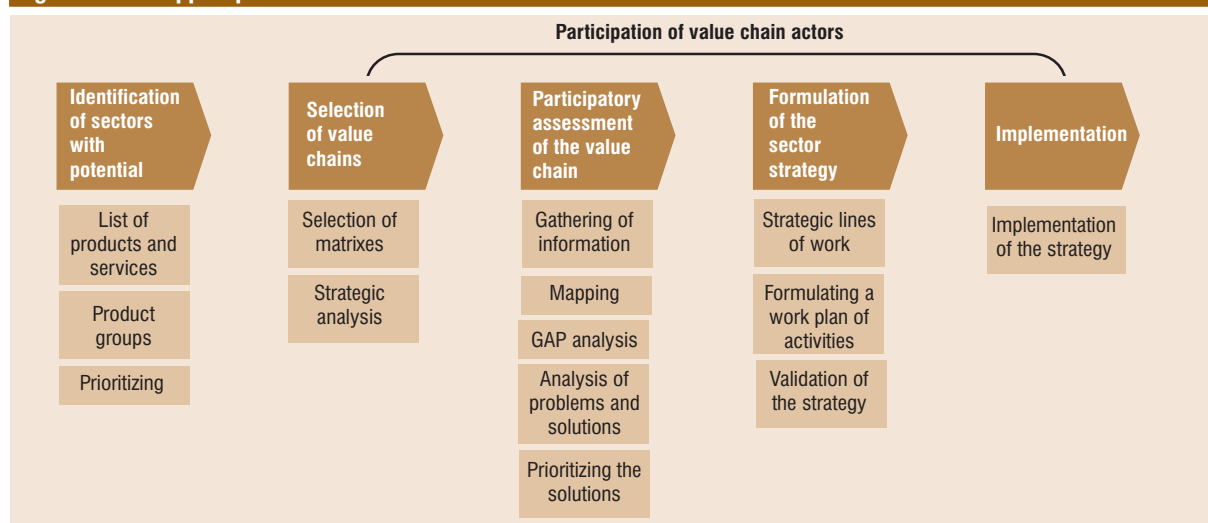 Participation of value chain actors
Identification
of sectors
with
potential
List of
products and
services
Product
groups
Prioritizing
Selection
of value
chains
Selection of
matrixes
Strategic
analysis
Participatory
assessment
of the value
chain
Gathering of
information
Mapping
GAP analysis
Analysis of
problems and
solutions
Prioritizing the
solutions
Formulation
of the
sector
strategy
Strategic lines
of work
Formulating a
work plan of
activities
Validation of
the strategy
Implementation
Implementation
of the strategy